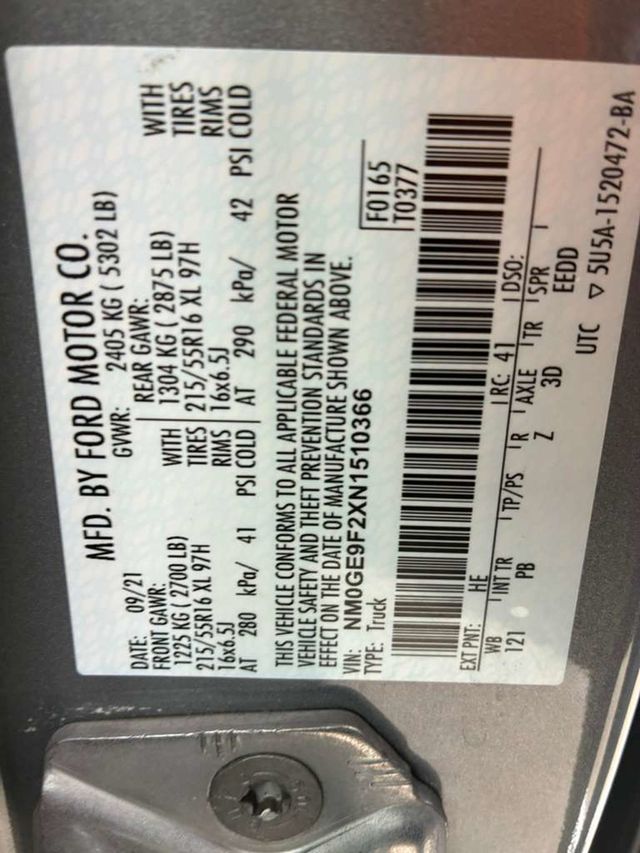 MFD. BY FORD MOTOR CO.
DATE: 09/21 GVWR: 2405 KG ( 5302 LB)
FRONT GAWR: REAR GAWR:
1225 KG ( 2700 LB) WITH 1304 KG ( 2875 LB) WITH
215/55R16 XL 97H TIRES 215/55R16 XL 97H TIRES
16x6.5J RIMS 16x6.5J RIMS
AT 280 kPa/ 41 PSI COLD AT 290 kPa/ 42 PSI COLD
THIS VEHICLE CONFORMS TO ALL APPLICABLE FEDERAL MOTOR
VEHICLE SAFETY AND THEFT PREVENTION STANDARDS IN
EFFECT ON THE DATE OF MANUFACTURE SHOWN ABOVE.
VIN: NM0GE9F2XN1510366 F0165
TYPE: Truck T0377
EXT PNT: HE RC: 41 DSO:
WB INT TR TP/PS R AXLE TR SPR
121 PB Z 3D EEDD
UTC 5U5A-1520472-BA